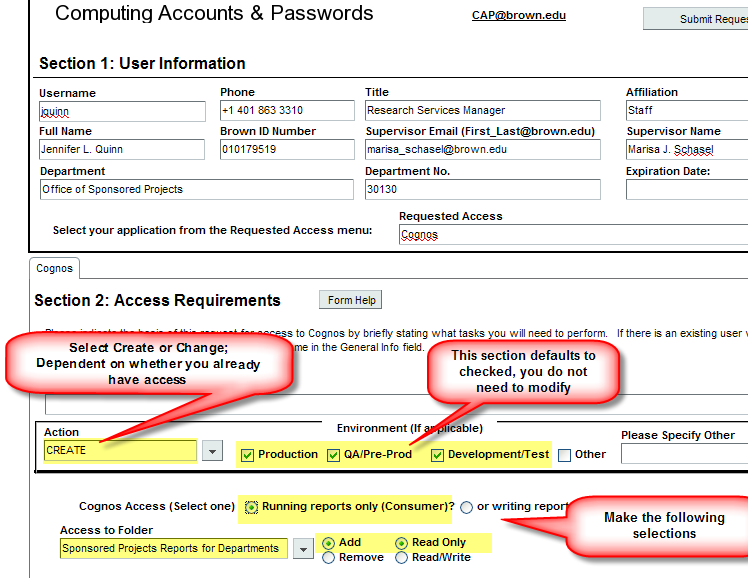 Computing Accounts & Passwords
CAP@brown.edu
Submit Reques
Section 1: User Information
Username Phone Title Affiliation
jquinn +1 401 863 3310 Research Services Manager Staff
Full Name Brown ID Number Supervisor Email (First_Last@brown.edu) Supervisor Name
Jennifer L. Quinn 010179519 marisa_schasel@brown.edu Marisa J. Schasel
Department Department No. Expiration Date:
Office of Sponsored Projects 30130
Requested Access
Select your application from the Requested Access menu: Cognos
Cognos
Section 2: Access Requirements Form Help
Please indicate the basis of this request for access to Cognos by briefly stating what tasks you will need to perform. If there is an existing user
me in the General Info field.
Select Create or Change;
Dependent on whether you already
have access
This section defaults to
checked, you do not
need to modify
Action Environment (If applicable) Please Specify Other
CREATE Production QA/Pre-Prod Development/Test Other
Cognos Access (Select one) Running reports only (Consumer)? or writing report
Make the following
selections
Access to Folder
Sponsored Projects Reports for Departments Add Read Only
Remove Read/Write